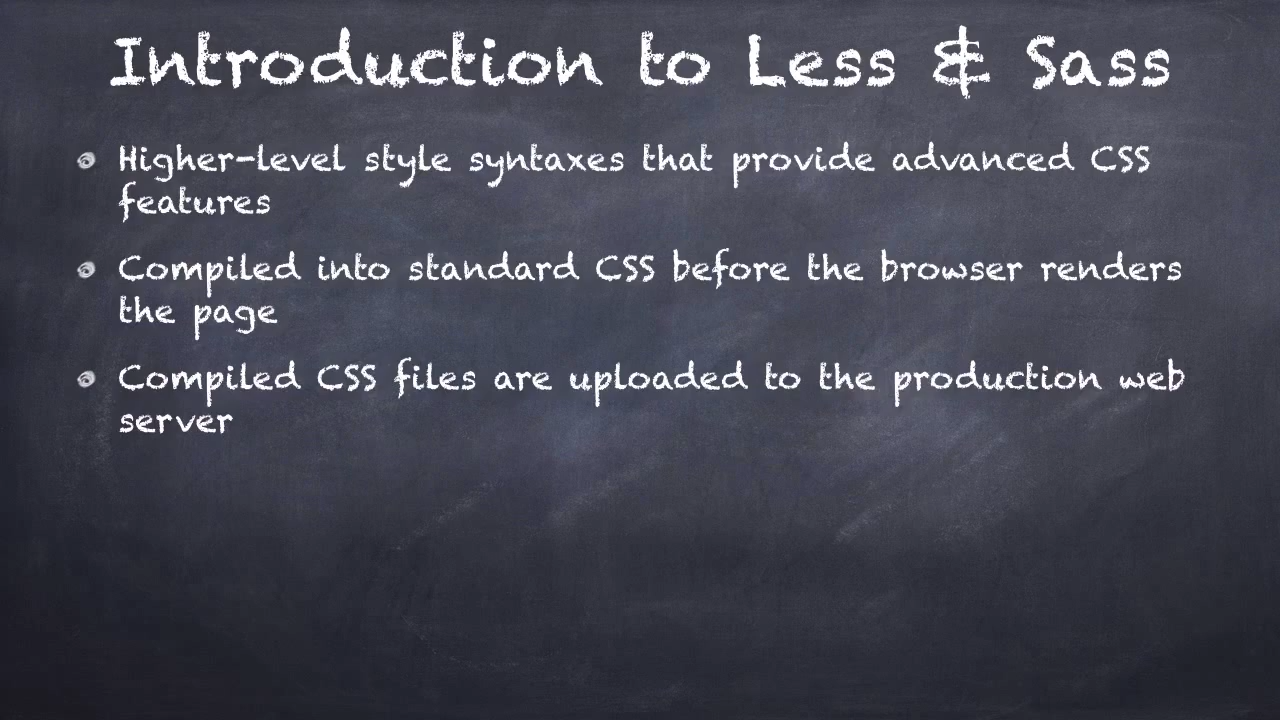 Introduction to Less & Sass
Higher-level style syntaxes that provide advanced CSS
features
Compiled into standard CSS before the browser renders
the page
Compiled CSS files are uploaded to the production web
server